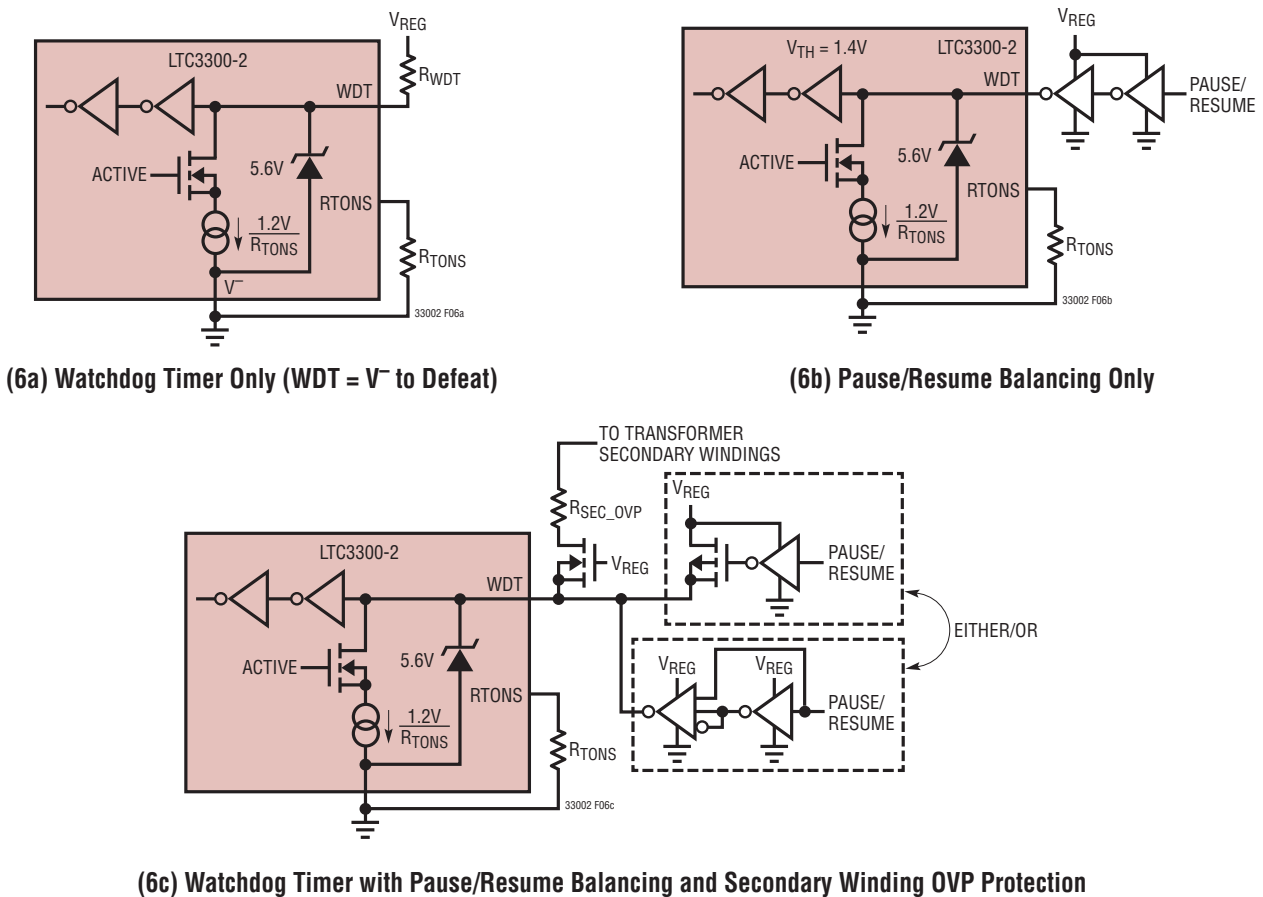 VREG
LTC3300-2
RWDT
WDT
ACTIVE
5.6V
RTONS
1.2V
RTONS
RTONS
V–
33002 F06a
(6a) Watchdog Timer Only (WDT = V– to Defeat)
VREG
VTH = 1.4V
LTC3300-2
WDT
PAUSE/
RESUME
ACTIVE
5.6V
RTONS
1.2V
RTONS
RTONS
33002 F06b
(6b) Pause/Resume Balancing Only
TO TRANSFORMER
SECONDARY WINDINGS
RSEC_OVP
VREG
VREG
PAUSE/
RESUME
LTC3300-2
WDT
EITHER/OR
ACTIVE
5.6V
RTONS
1.2V
RTONS
RTONS
VREG
VREG
PAUSE/
RESUME
33002 F06c
(6c) Watchdog Timer with Pause/Resume Balancing and Secondary Winding OVP Protection